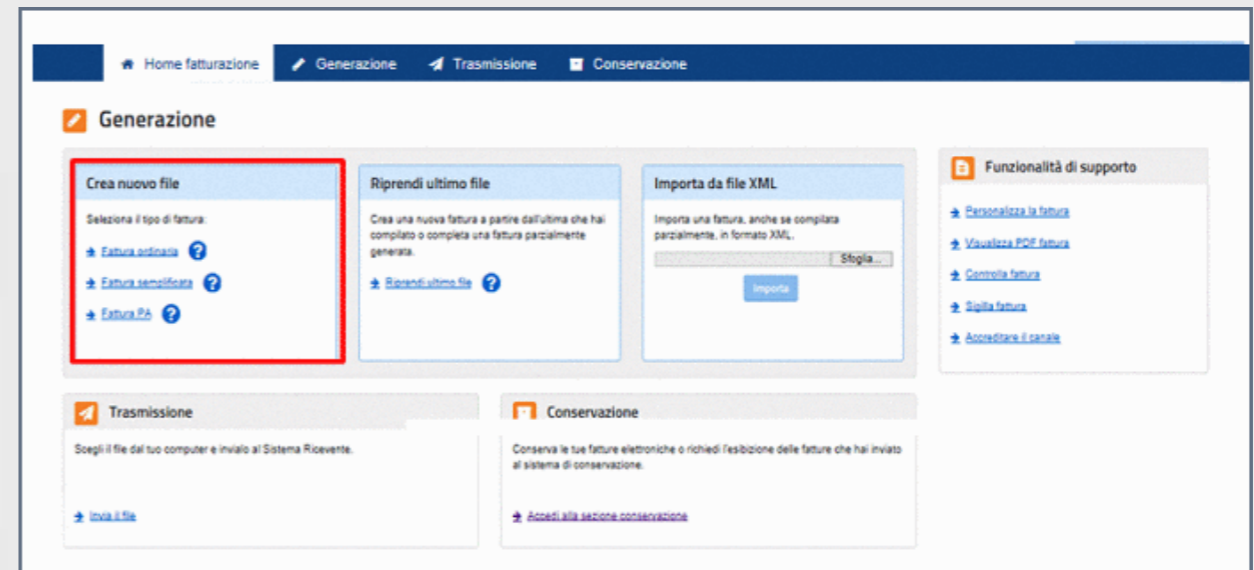 Home fatturazione Generazione Trasmissione Conservazione
Generazione
Crea nuovo file
Seleziona il tipo di fattura:
Fattura ordinaria ?
Fattura semplificata ?
Fattura PA ?
Riprendi ultimo file
Crea una nuova fattura a partire dall'ultima che hai
compilato o completa una fattura parzialmente
generata.
Riprendi ultimo file ?
Importa da file XML
Importa una fattura, anche se compilata
parzialmente, in formato XML.
Sfoglia...
Importa
Funzionalità di supporto
Personalizza la fattura
Visualizza PDF fattura
Controlla fattura
Sigilla fattura
Accreditare il canale
Trasmissione
Scegli il file dal tuo computer e invialo al Sistema Ricevente.
Invia il file
Conservazione
Conserva le tue fatture elettroniche o richiedi l'esibizione delle fatture che hai inviato
al sistema di conservazione.
Accedi alla sezione conservazione